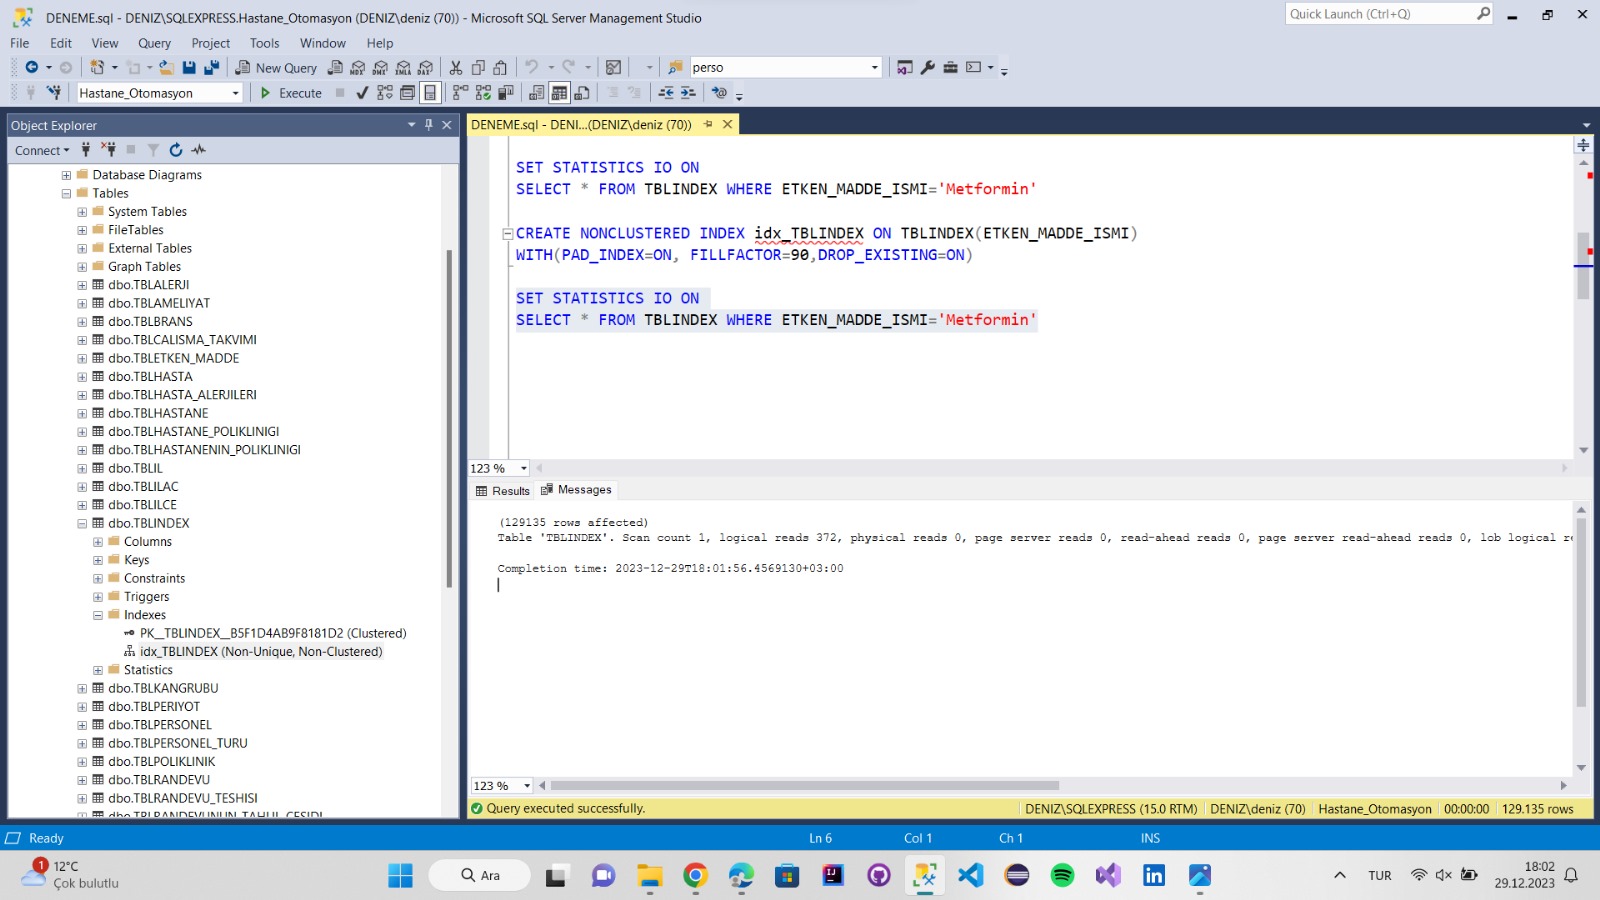 DENEME.sql - DENIZ\SQLEXPRESS.Hastane_Otomasyon (DENIZ\deniz (70)) - Microsoft SQL Server Management Studio
Quick Launch (Ctrl+Q)
File Edit View Query Project Tools Window Help
New Query MDX DMX XMLA DAX perso
Hastane_Otomasyon Execute
Object Explorer
Connect
Database Diagrams
Tables
System Tables
FileTables
External Tables
Graph Tables
dbo.TBLALERJI
dbo.TBLAMELIYAT
dbo.TBLBRANS
dbo.TBLCALISMA_TAKVIMI
dbo.TBLETKEN_MADDE
dbo.TBLHASTA
dbo.TBLHASTA_ALERJILERI
dbo.TBLHASTANE
dbo.TBLHASTANE_POLIKLINIGI
dbo.TBLHASTANENIN_POLIKLINIGI
dbo.TBLIL
dbo.TBLILAC
dbo.TBLILCE
dbo.TBLINDEX
Columns
Keys
Constraints
Triggers
Indexes
PK__TBLINDEX__B5F1D4AB9F8181D2 (Clustered)
idx_TBLINDEX (Non-Unique, Non-Clustered)
Statistics
dbo.TBLKANGRUBU
dbo.TBLPERIYOT
dbo.TBLPERSONEL
dbo.TBLPERSONEL_TURU
dbo.TBLPOLIKLINIK
dbo.TBLRANDEVU
dbo.TBLRANDEVU_TESHISI
dbo.TBLRANDEVUNUN_TAHLIL_CESIDI
DENEME.sql - DENI...(DENIZ\deniz (70))
SET STATISTICS IO ON
SELECT * FROM TBLINDEX WHERE ETKEN_MADDE_ISMI='Metformin'
CREATE NONCLUSTERED INDEX idx_TBLINDEX ON TBLINDEX(ETKEN_MADDE_ISMI)
WITH(PAD_INDEX=ON, FILLFACTOR=90,DROP_EXISTING=ON)
SET STATISTICS IO ON
SELECT * FROM TBLINDEX WHERE ETKEN_MADDE_ISMI='Metformin'
123 %
Results Messages
(129135 rows affected)
Table 'TBLINDEX'. Scan count 1, logical reads 372, physical reads 0, page server reads 0, read-ahead reads 0, page server read-ahead reads 0, lob logical re
Completion time: 2023-12-29T18:01:56.4569130+03:00
123 %
Query executed successfully. DENIZ\SQLEXPRESS (15.0 RTM) DENIZ\deniz (70) Hastane_Otomasyon 00:00:00 129.135 rows
Ready Ln 6 Col 1 Ch 1 INS
1 12°C
Çok bulutlu
Ara
TUR
18:02
29.12.2023